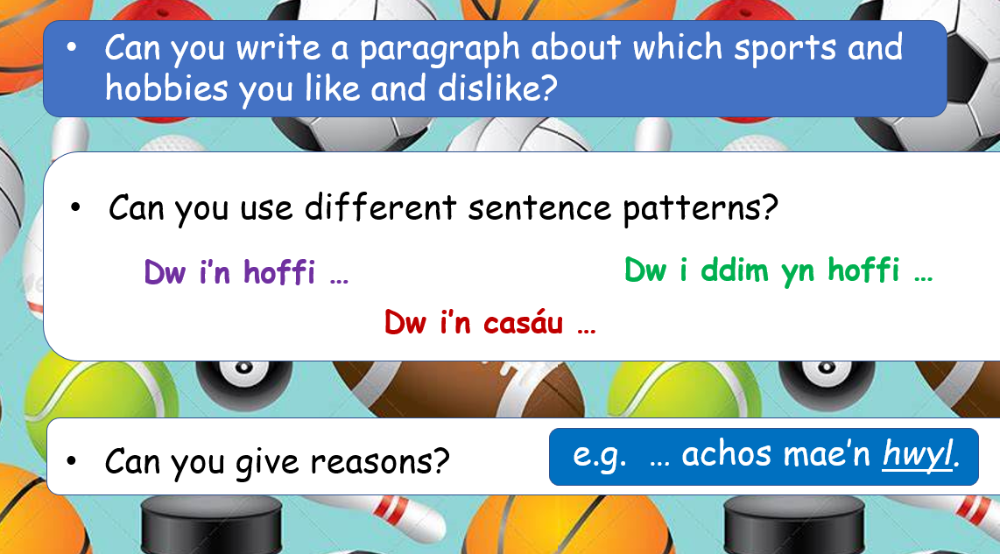 • Can you write a paragraph about which sports and
hobbies you like and dislike?
• Can you use different sentence patterns?
Dw i'n hoffi ... Dw i ddim yn hoffi ...
Dw i'n casáu ...
• Can you give reasons? e.g. ... achos mae'n hwyl.